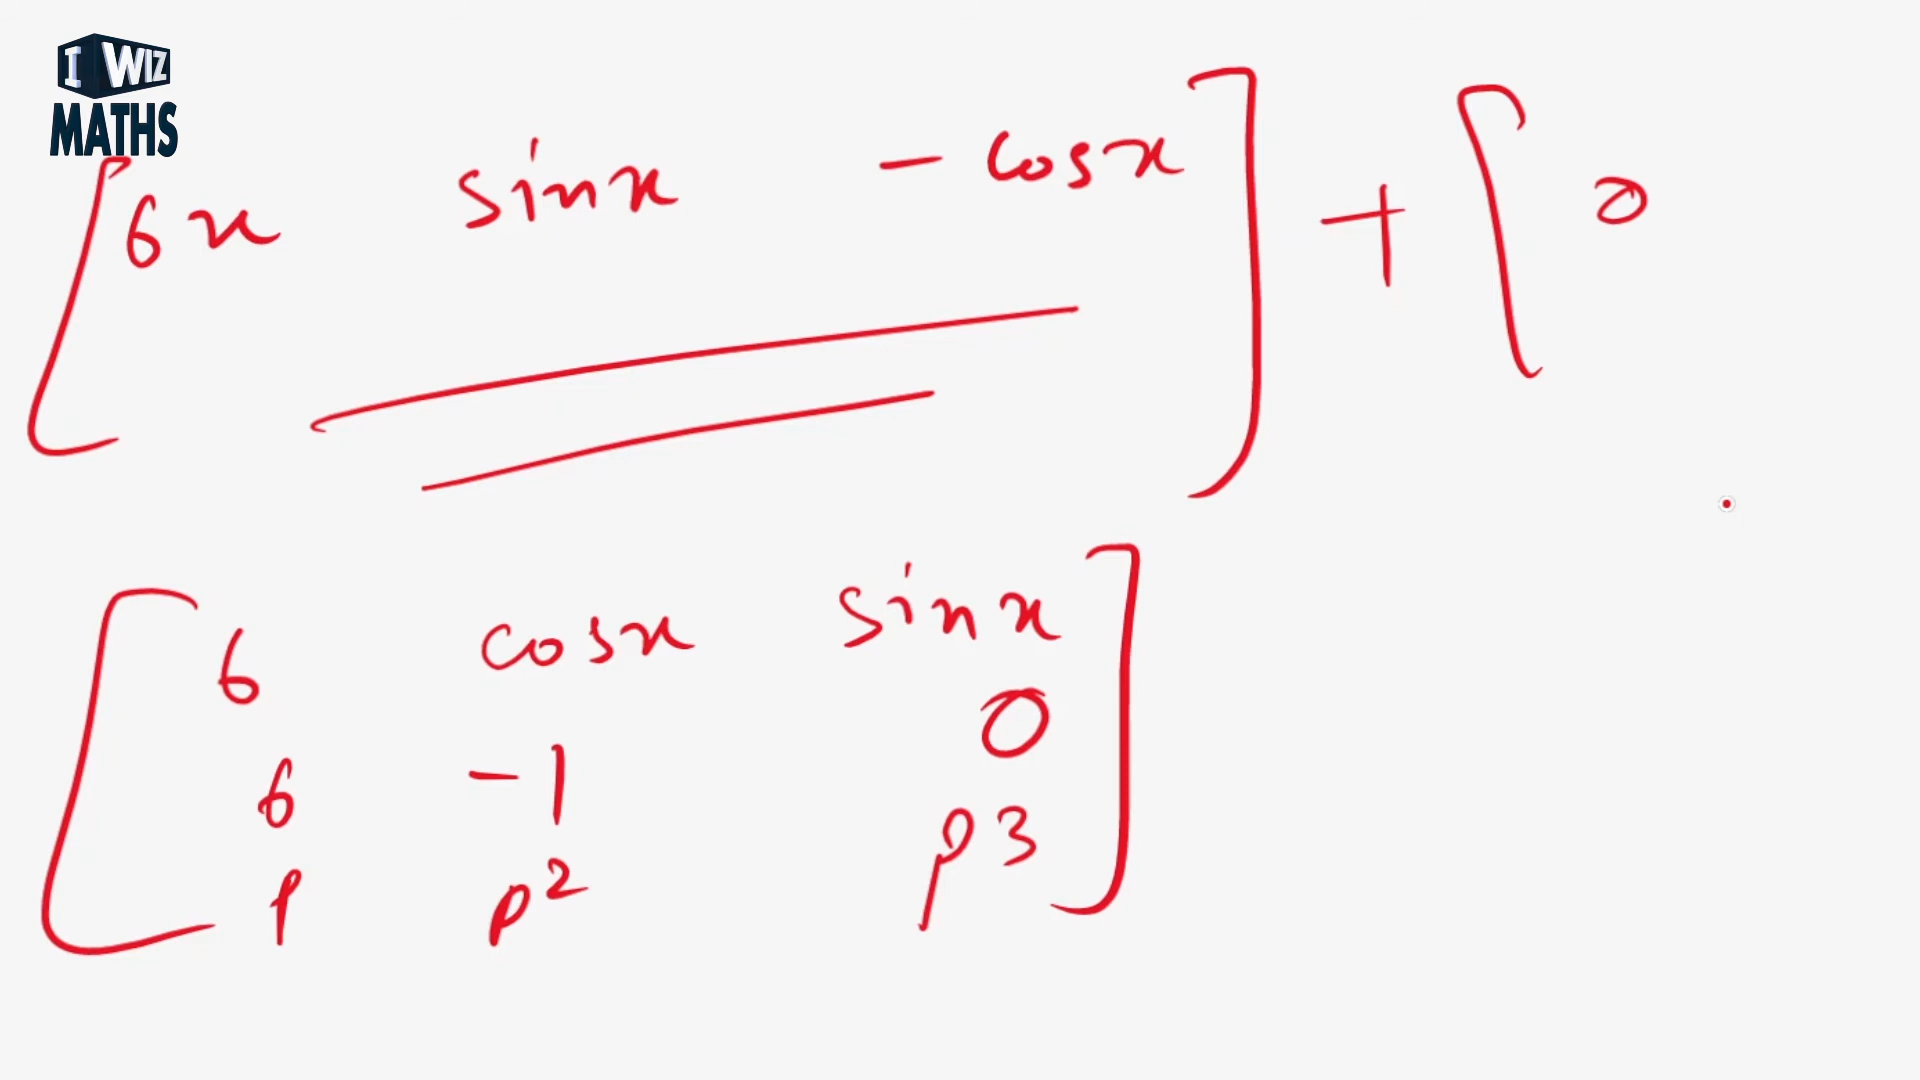 I WIZ
MATHS
[6x sinx - cosx] + [0
[6 cosx sinx
6 -1 0
p p² p3]